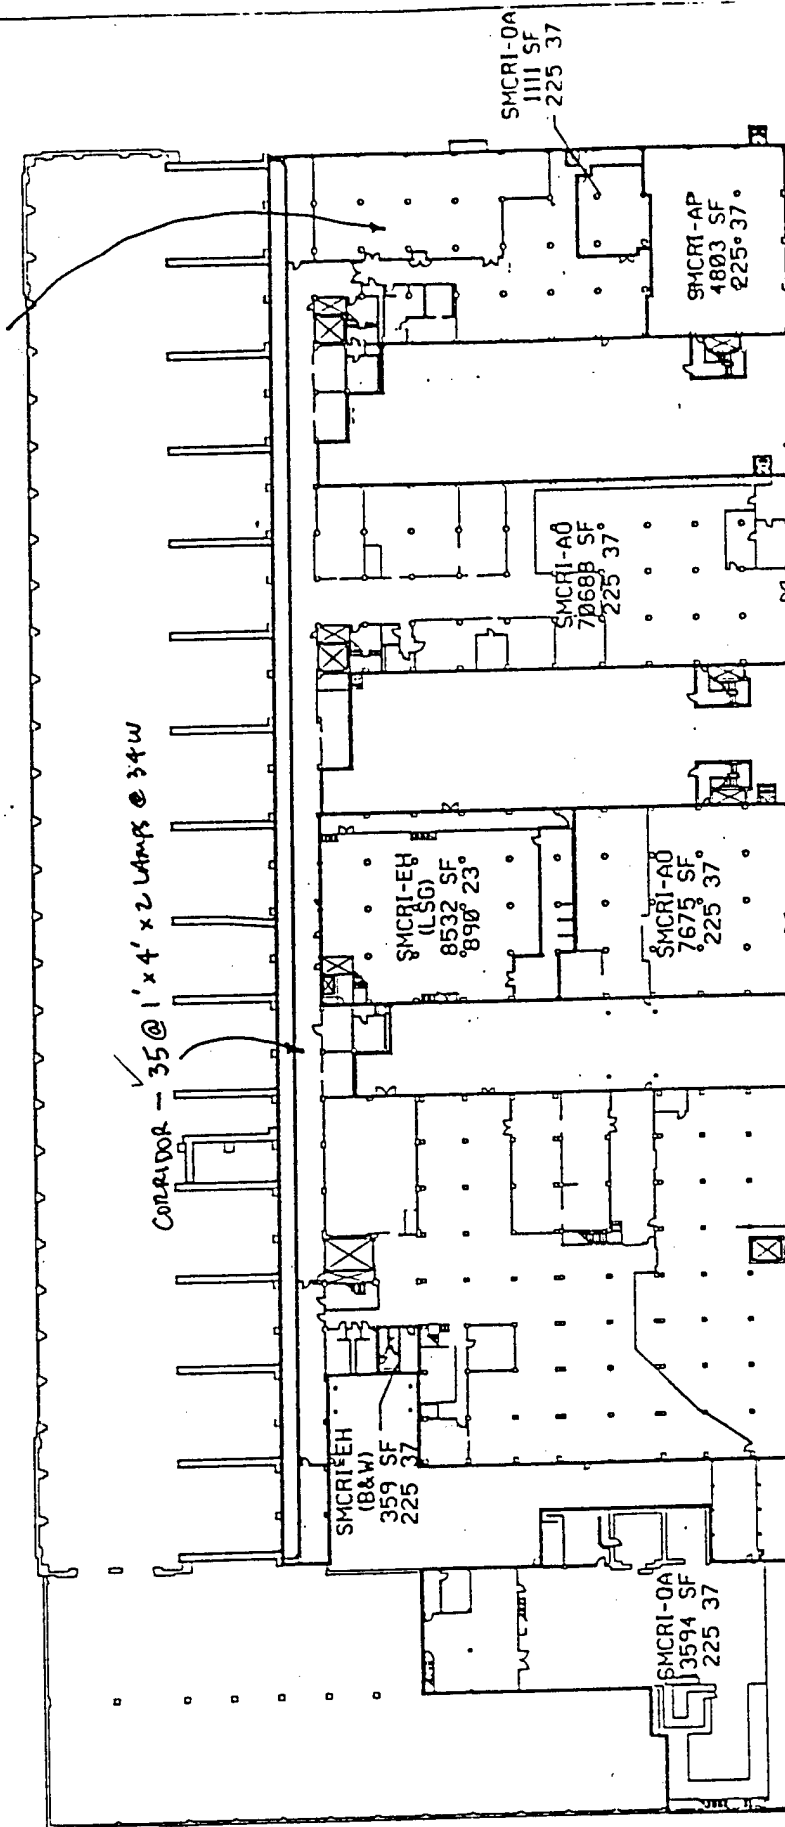 SMCRI-OA
1111 SF
225 37
SMCRI-AP
4803 SF
225 37
SMCRI-AO
70688 SF
225 37
CORRIDOR - 35 @ 1' x 4' x 2 LAMPS @ 34W
SMCRI-EH
(LSG)
8532 SF
890 23
SMCRI-AO
7675 SF
225 37
SMCRI-EH
(B&W)
359 SF
225 37
SMCRI-OA
3594 SF
225 37